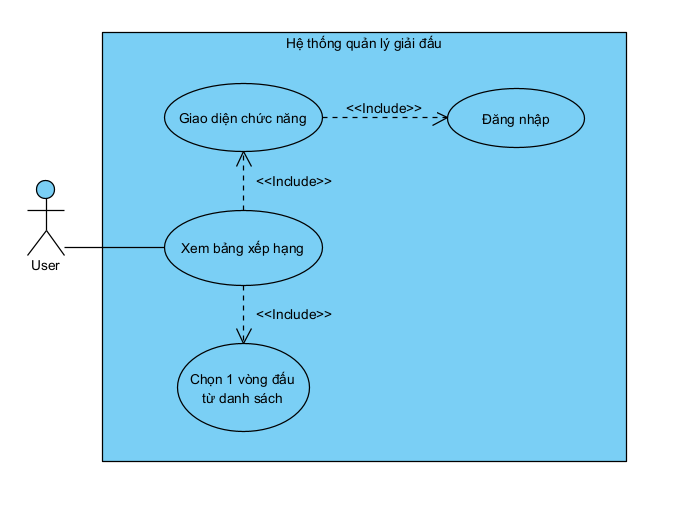 Hệ thống quản lý giải đấu
Giao diện chức năng
<<Include>>
Đăng nhập
<<Include>>
User
Xem bảng xếp hạng
<<Include>>
Chọn 1 vòng đấu
từ danh sách